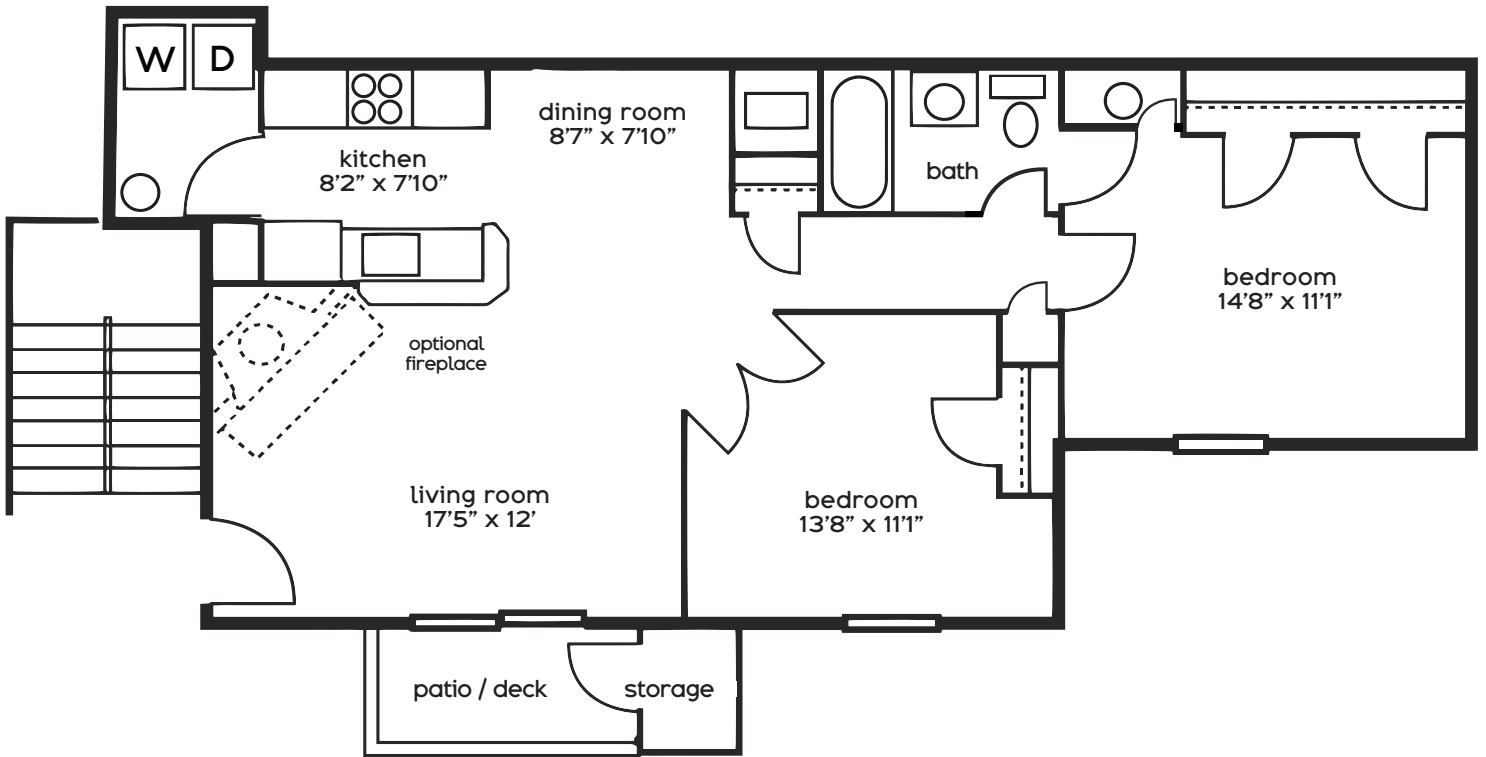 W D
dining room
8'7" x 7'10"
kitchen
8'2" x 7'10"
bath
bedroom
14'8" x 11'1"
optional
fireplace
living room
17'5" x 12'
bedroom
13'8" x 11'1"
patio / deck
storage